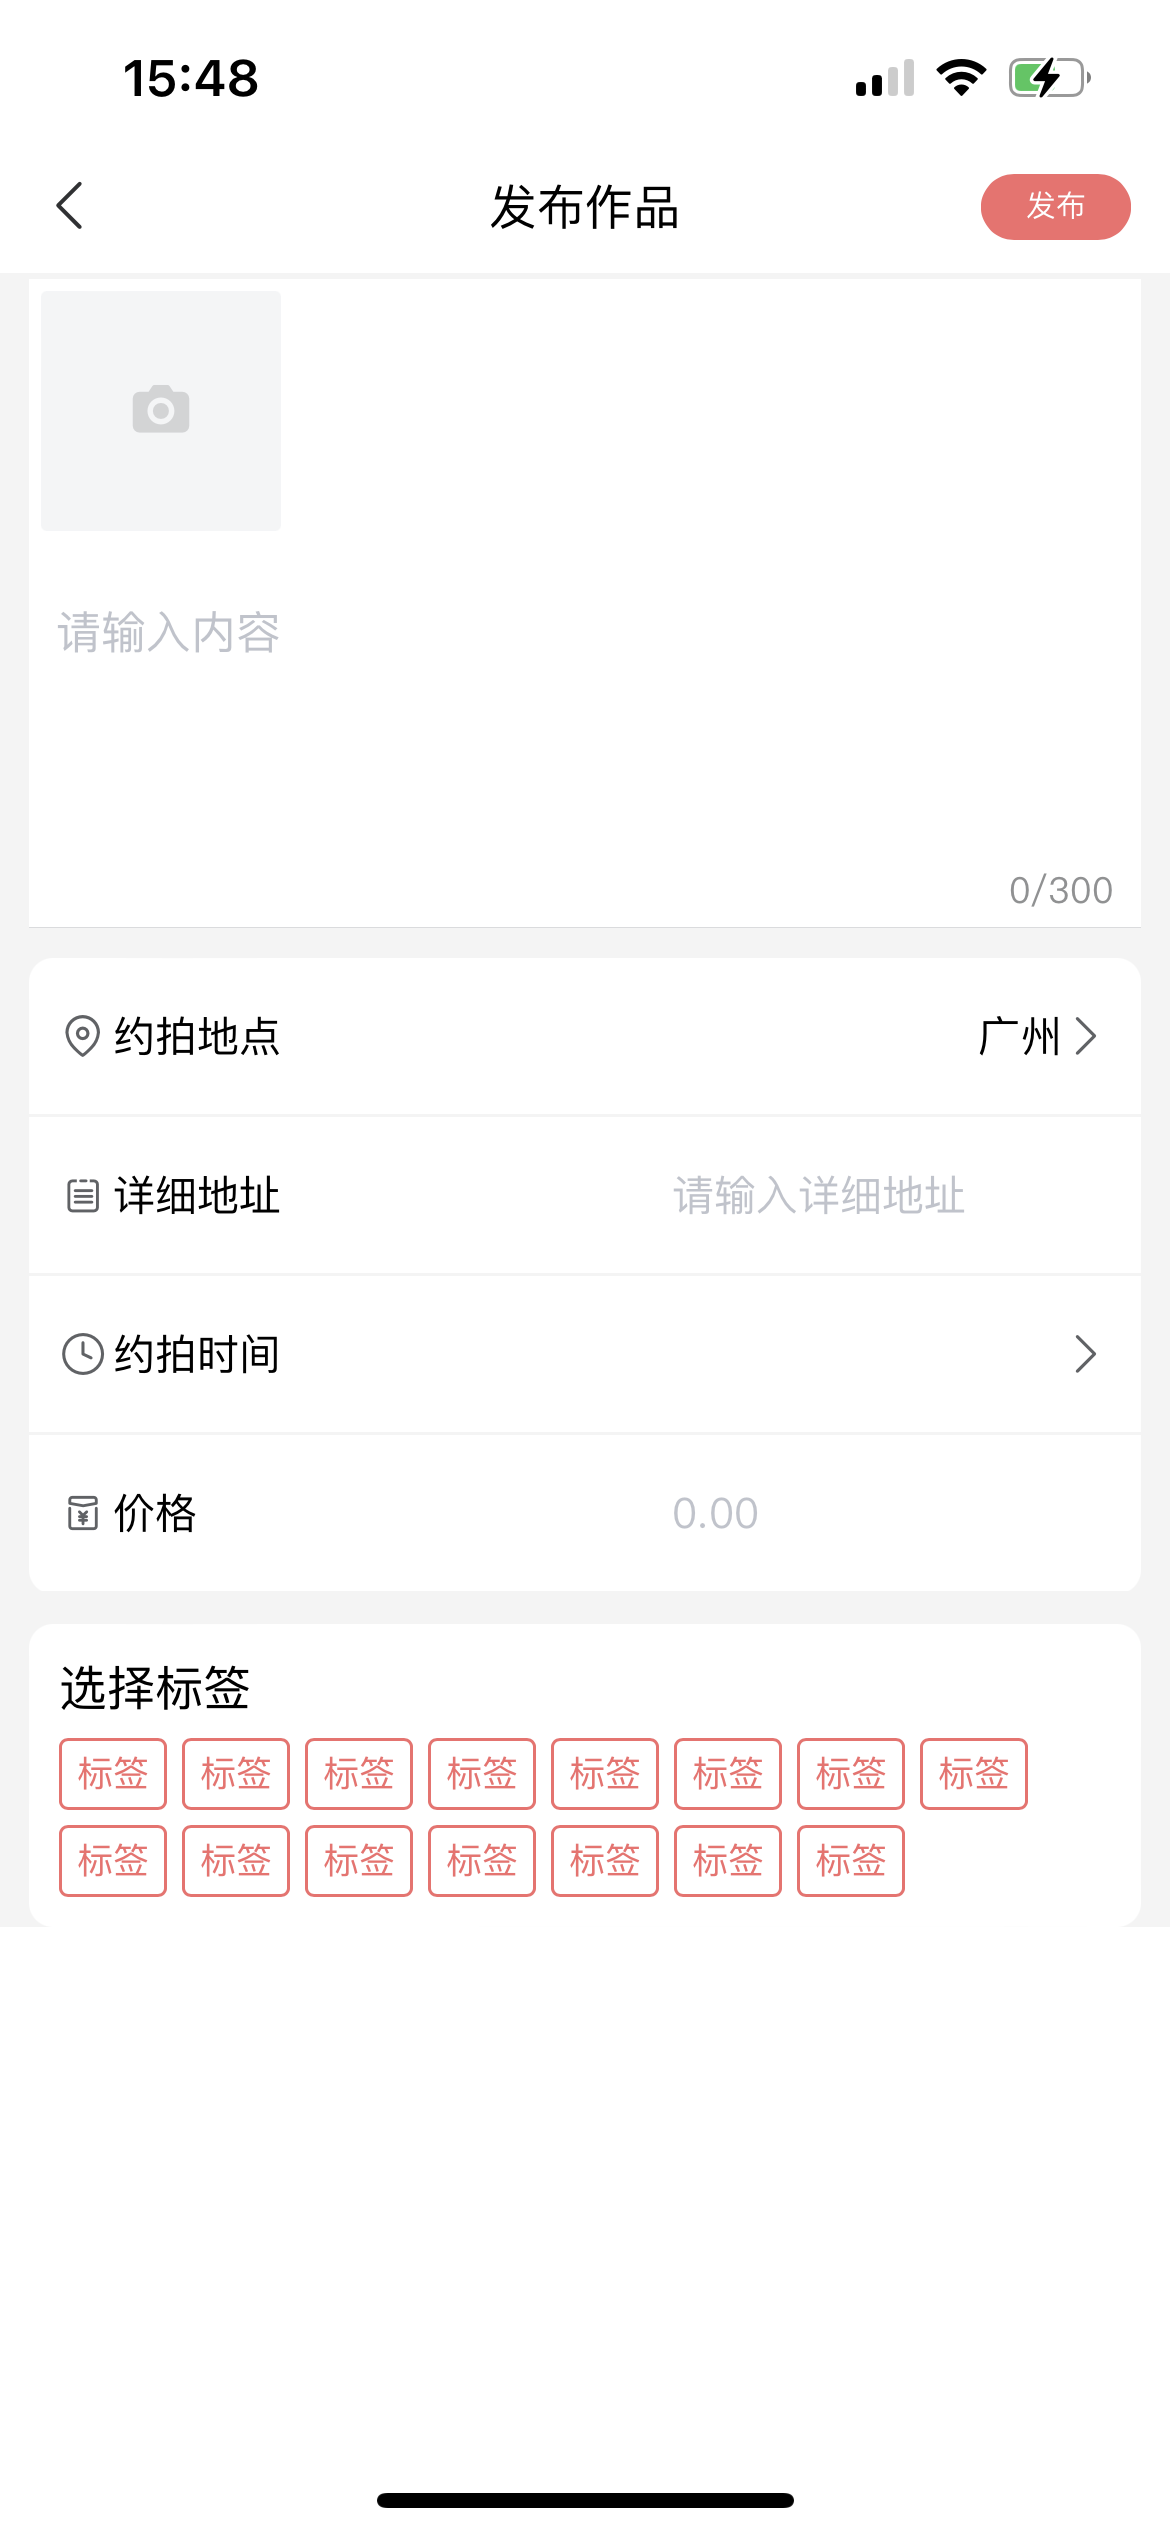 15:48
发布作品
发布
请输入内容
0/300
约拍地点 广州
详细地址 请输入详细地址
约拍时间
价格 0.00
选择标签
标签 标签 标签 标签 标签 标签 标签 标签
标签 标签 标签 标签 标签 标签 标签